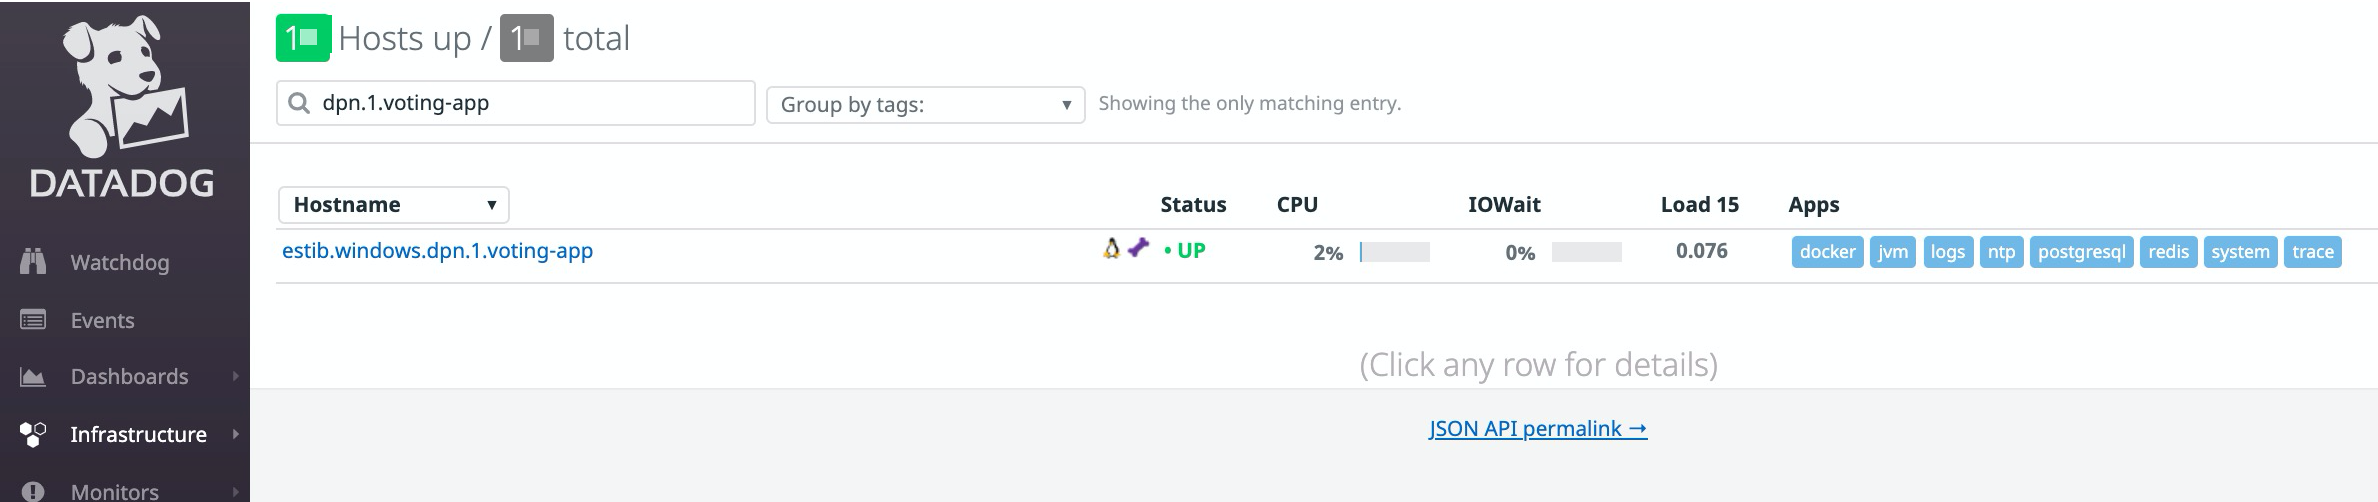 DATADOG
Watchdog
Events
Dashboards
Infrastructure
Monitors
1 Hosts up / 1 total
dpn.1.voting-app
Group by tags: ▼ Showing the only matching entry.
Hostname ▼ Status CPU IOWait Load 15 Apps
estib.windows.dpn.1.voting-app • UP 2% 0% 0.076 docker jvm logs ntp postgresql redis system trace
(Click any row for details)
JSON API permalink →